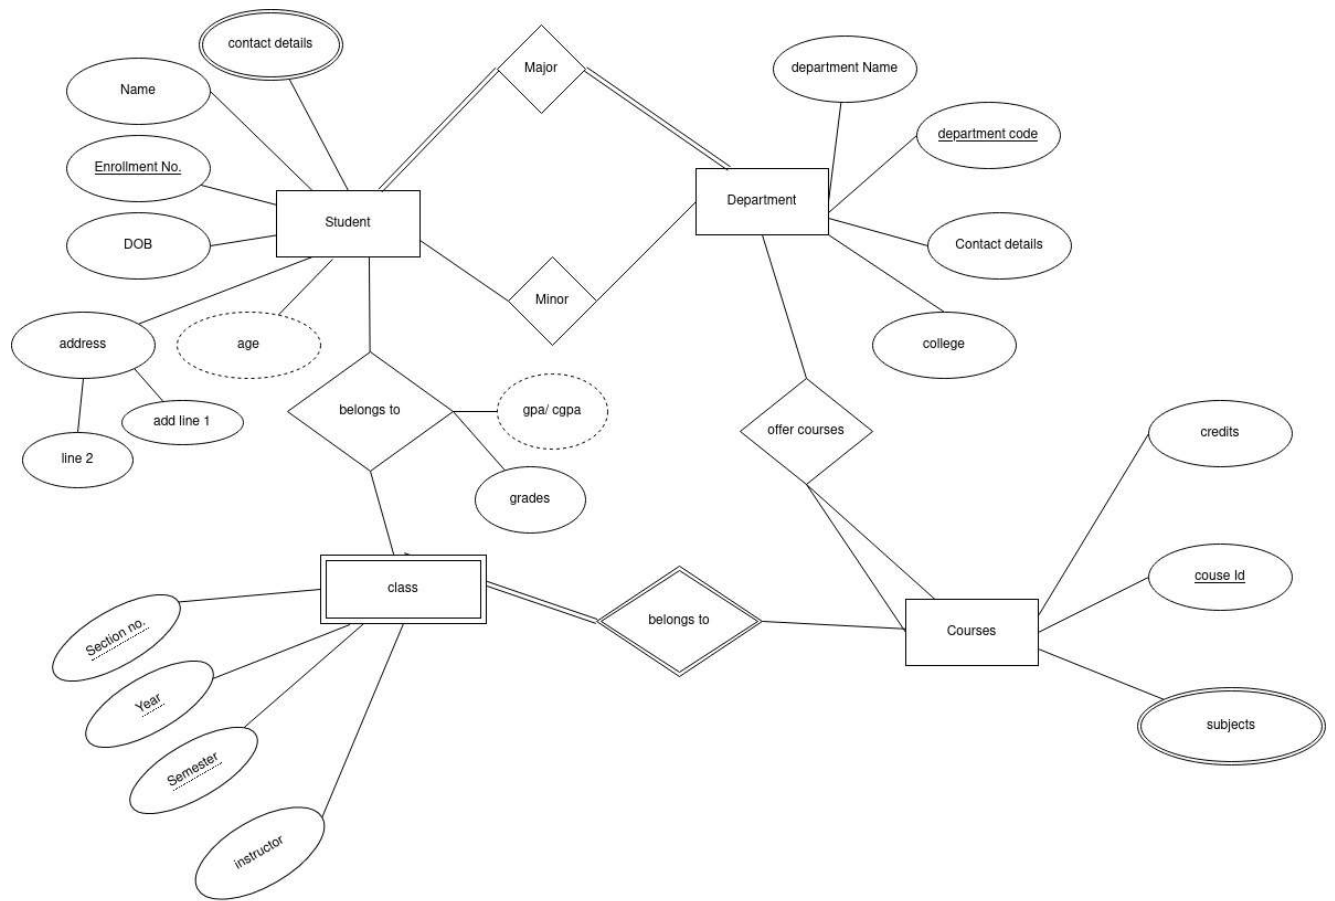 contact details
Major
department Name
Name
department code
Enrollment No.
Department
Student
DOB
Contact details
Minor
address
age
college
belongs to
gpa/ cgpa
add line 1
offer courses
credits
line 2
grades
class
couse Id
belongs to
Courses
Section no.
Year
subjects
Semester
instructor